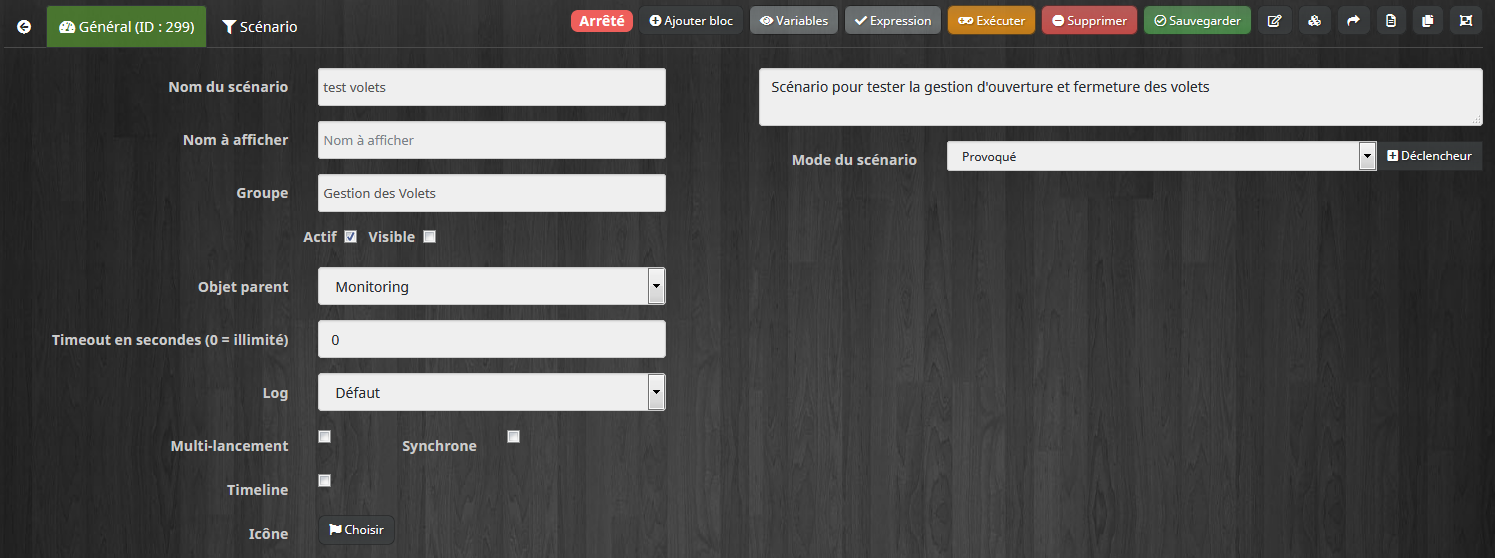 Général (ID : 299) Scénario Arrêté Ajouter bloc Variables Expression Exécuter Supprimer Sauvegarder
Nom du scénario test volets Scénario pour tester la gestion d'ouverture et fermeture des volets
Nom à afficher Nom à afficher
Mode du scénario Provoqué Déclencheur
Groupe Gestion des Volets
Actif Visible
Objet parent Monitoring
Timeout en secondes (0 = illimité) 0
Log Défaut
Multi-lancement Synchrone
Timeline
Icône Choisir